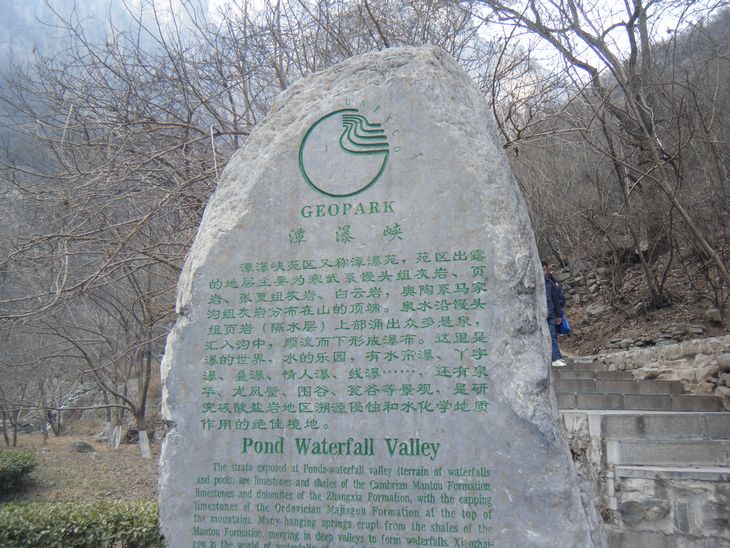 UNESCO
GEOPARK
潭瀑峡
潭瀑峡苑区又称潭瀑苑，苑区出露
的地层主要为寒武系馒头组灰岩、页
岩、张夏组灰岩、白云岩，奥陶系马家
沟组灰岩分布在山的顶端。泉水沿馒头
组页岩（隔水层）上部涌出众多悬泉，
汇入沟中，顺流而下形成瀑布。这里是
瀑的世界，水的乐园，有水帘瀑、丫字
瀑、叠瀑、情人瀑、线瀑……，还有泉
华、龙凤壁、围谷、瓮谷等景观，是研
究碳酸盐岩地区溯源侵蚀和水化学地质
作用的绝佳境地。
Pond Waterfall Valley
The strata exposed at Ponds-waterfall valley (terrain of waterfalls
and pools) are limestones and shales of the Cambrian Mantou Formation
limestones and dolomites of the Zhangxia Formation, with the capping
limestones of the Ordovician Majiagou Formation at the top of
the mountains. Many hanging springs erupt from the shales of the
Mantou Formation, merging in deep valleys to form waterfalls. Xiaozhai-
gou is the world of waterfalls